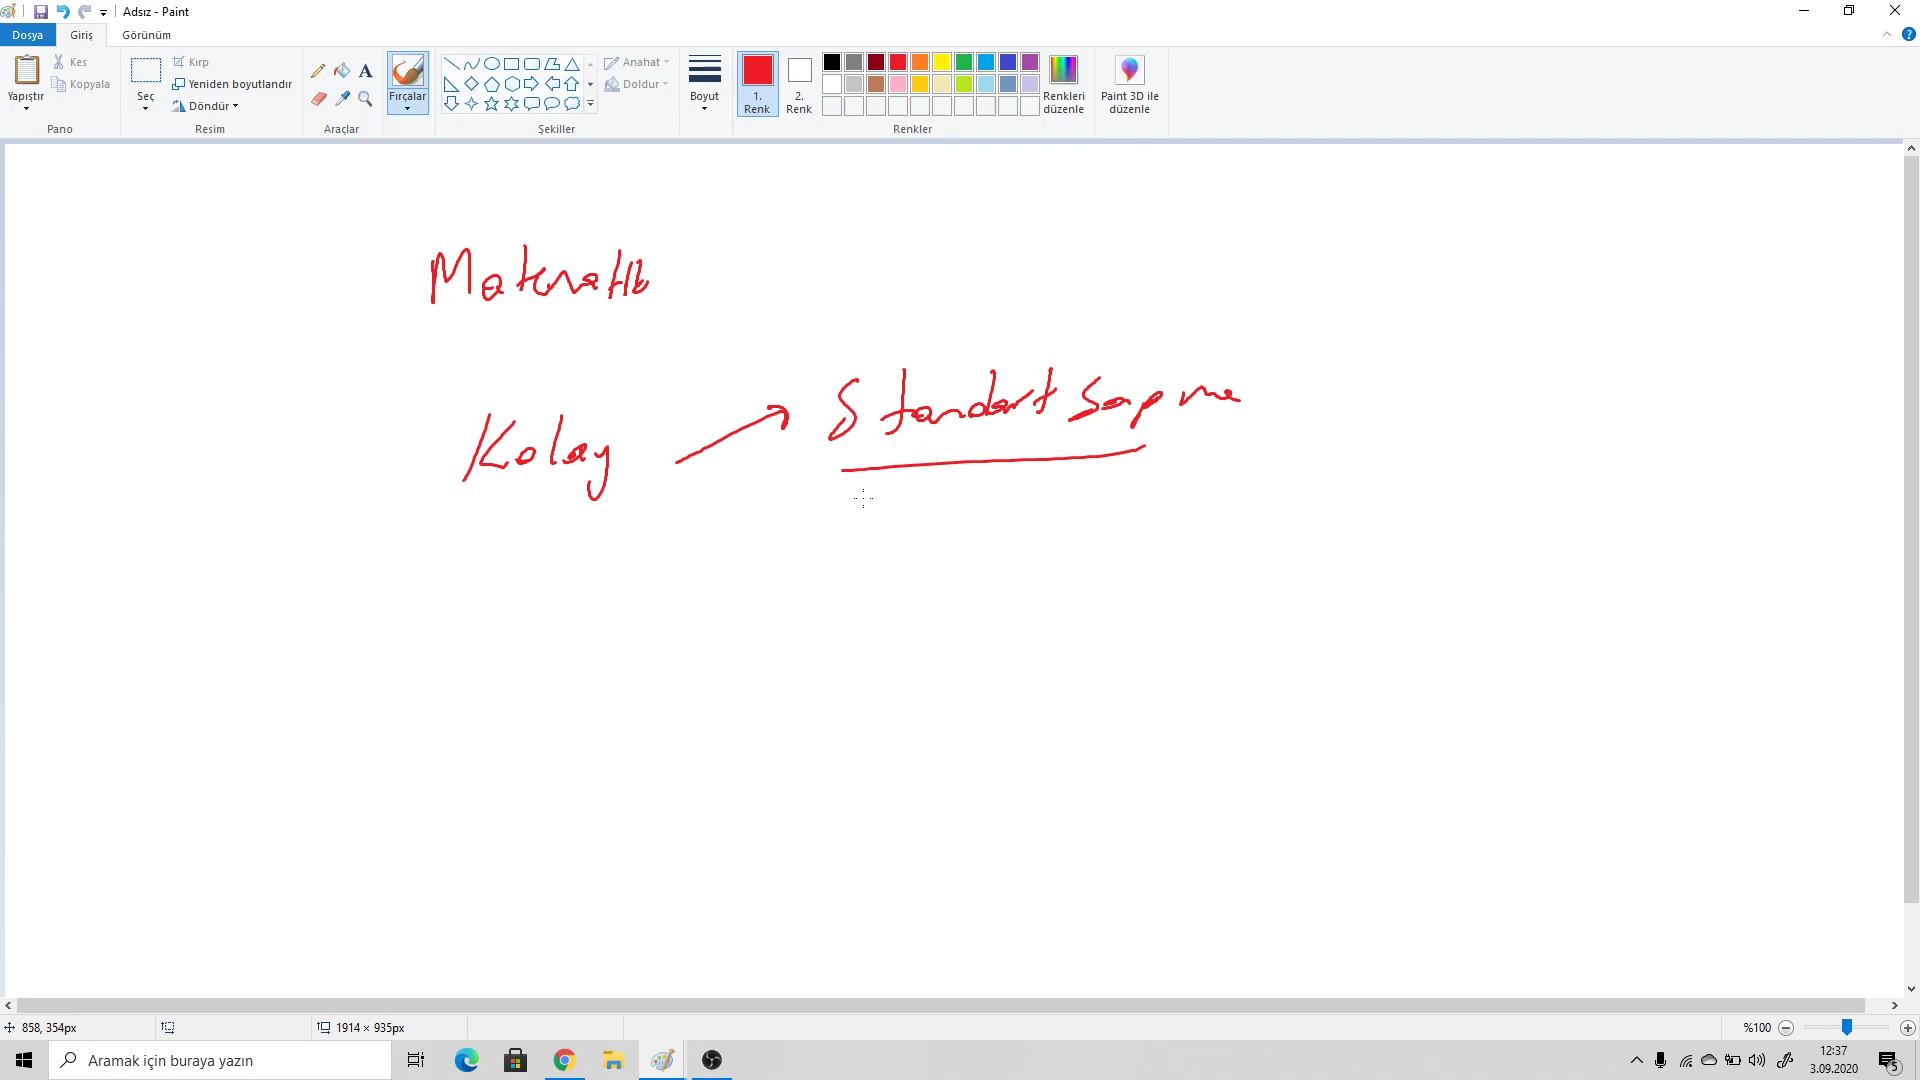 Adsız - Paint
Dosya Giriş Görünüm
Yapıştır
Kes
Kopyala
Pano
Seç
Kırp
Yeniden boyutlandır
Döndür
Resim
A
Araçlar
Fırçalar
Şekiller
Anahat
Doldur
Boyut
1. Renk
2. Renk
Renkler
Renkleri düzenle
Paint 3D ile düzenle
Matematik
Kolay
Standart Sapma
858, 354px
1914 × 935px
%100
Aramak için buraya yazın
12:37
3.09.2020
5